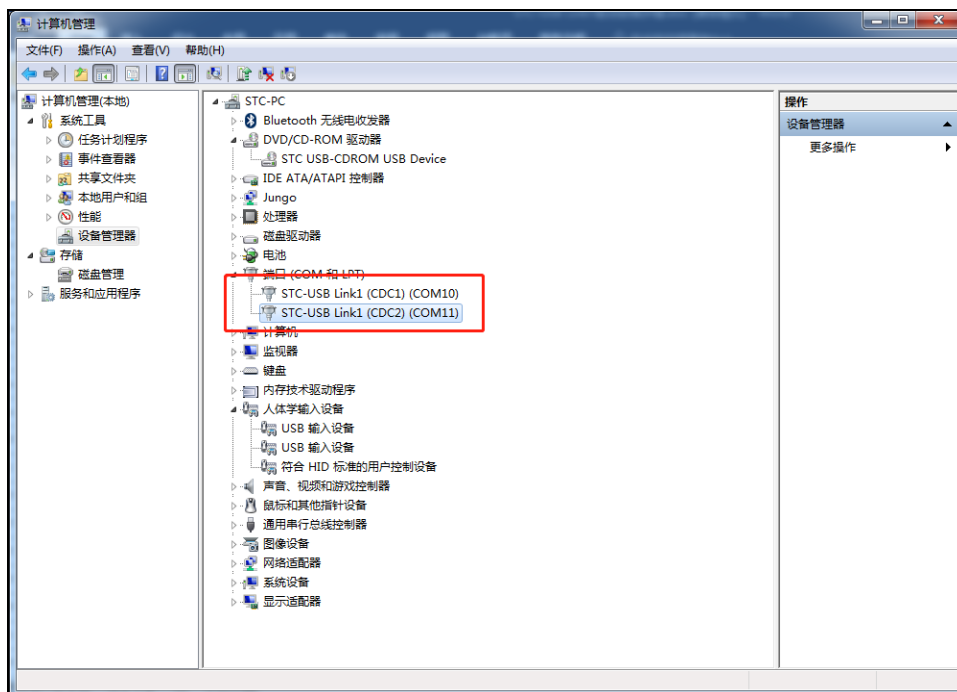 计算机管理
文件(F) 操作(A) 查看(V) 帮助(H)
计算机管理(本地)
系统工具
任务计划程序
事件查看器
共享文件夹
本地用户和组
性能
设备管理器
存储
磁盘管理
服务和应用程序
STC-PC
Bluetooth 无线电收发器
DVD/CD-ROM 驱动器
STC USB-CDROM USB Device
IDE ATA/ATAPI 控制器
Jungo
处理器
磁盘驱动器
电池
端口 (COM 和 LPT)
STC-USB Link1 (CDC1) (COM10)
STC-USB Link1 (CDC2) (COM11)
计算机
监视器
键盘
内存技术驱动程序
人体学输入设备
USB 输入设备
USB 输入设备
符合 HID 标准的用户控制设备
声音、视频和游戏控制器
鼠标和其他指针设备
通用串行总线控制器
图像设备
网络适配器
系统设备
显示适配器
操作
设备管理器
更多操作